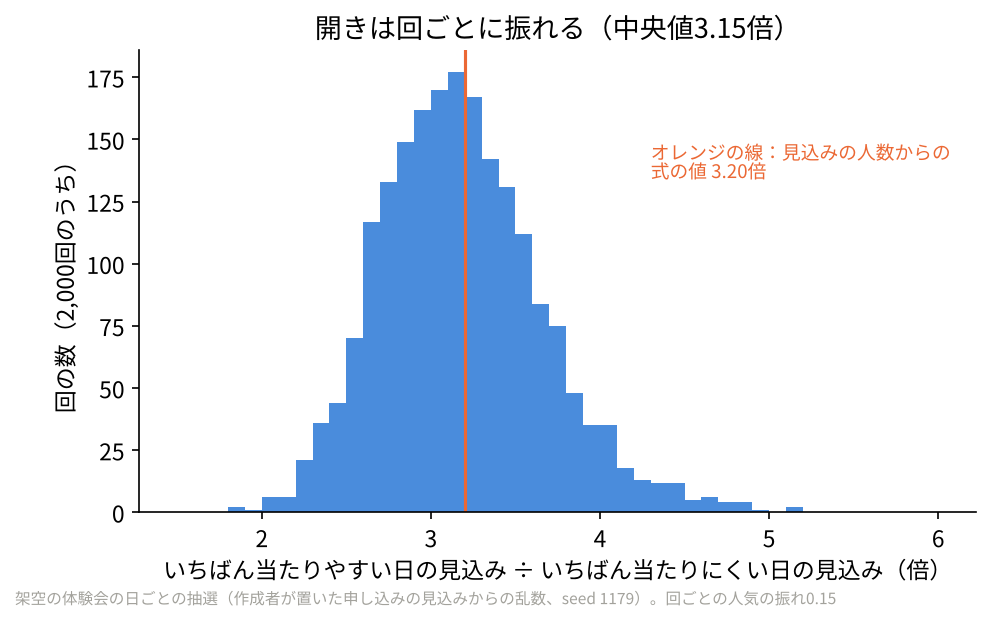 開きは回ごとに振れる（中央値3.15倍）
回の数（2,000回のうち）
175
150
125
100
75
50
25
0
オレンジの線：見込みの人数からの
式の値 3.20倍
2 3 4 5 6
いちばん当たりやすい日の見込み ÷ いちばん当たりにくい日の見込み（倍）
架空の体験会の日ごとの抽選（作成者が置いた申し込みの見込みからの乱数、seed 1179）。回ごとの人気の振れ0.15